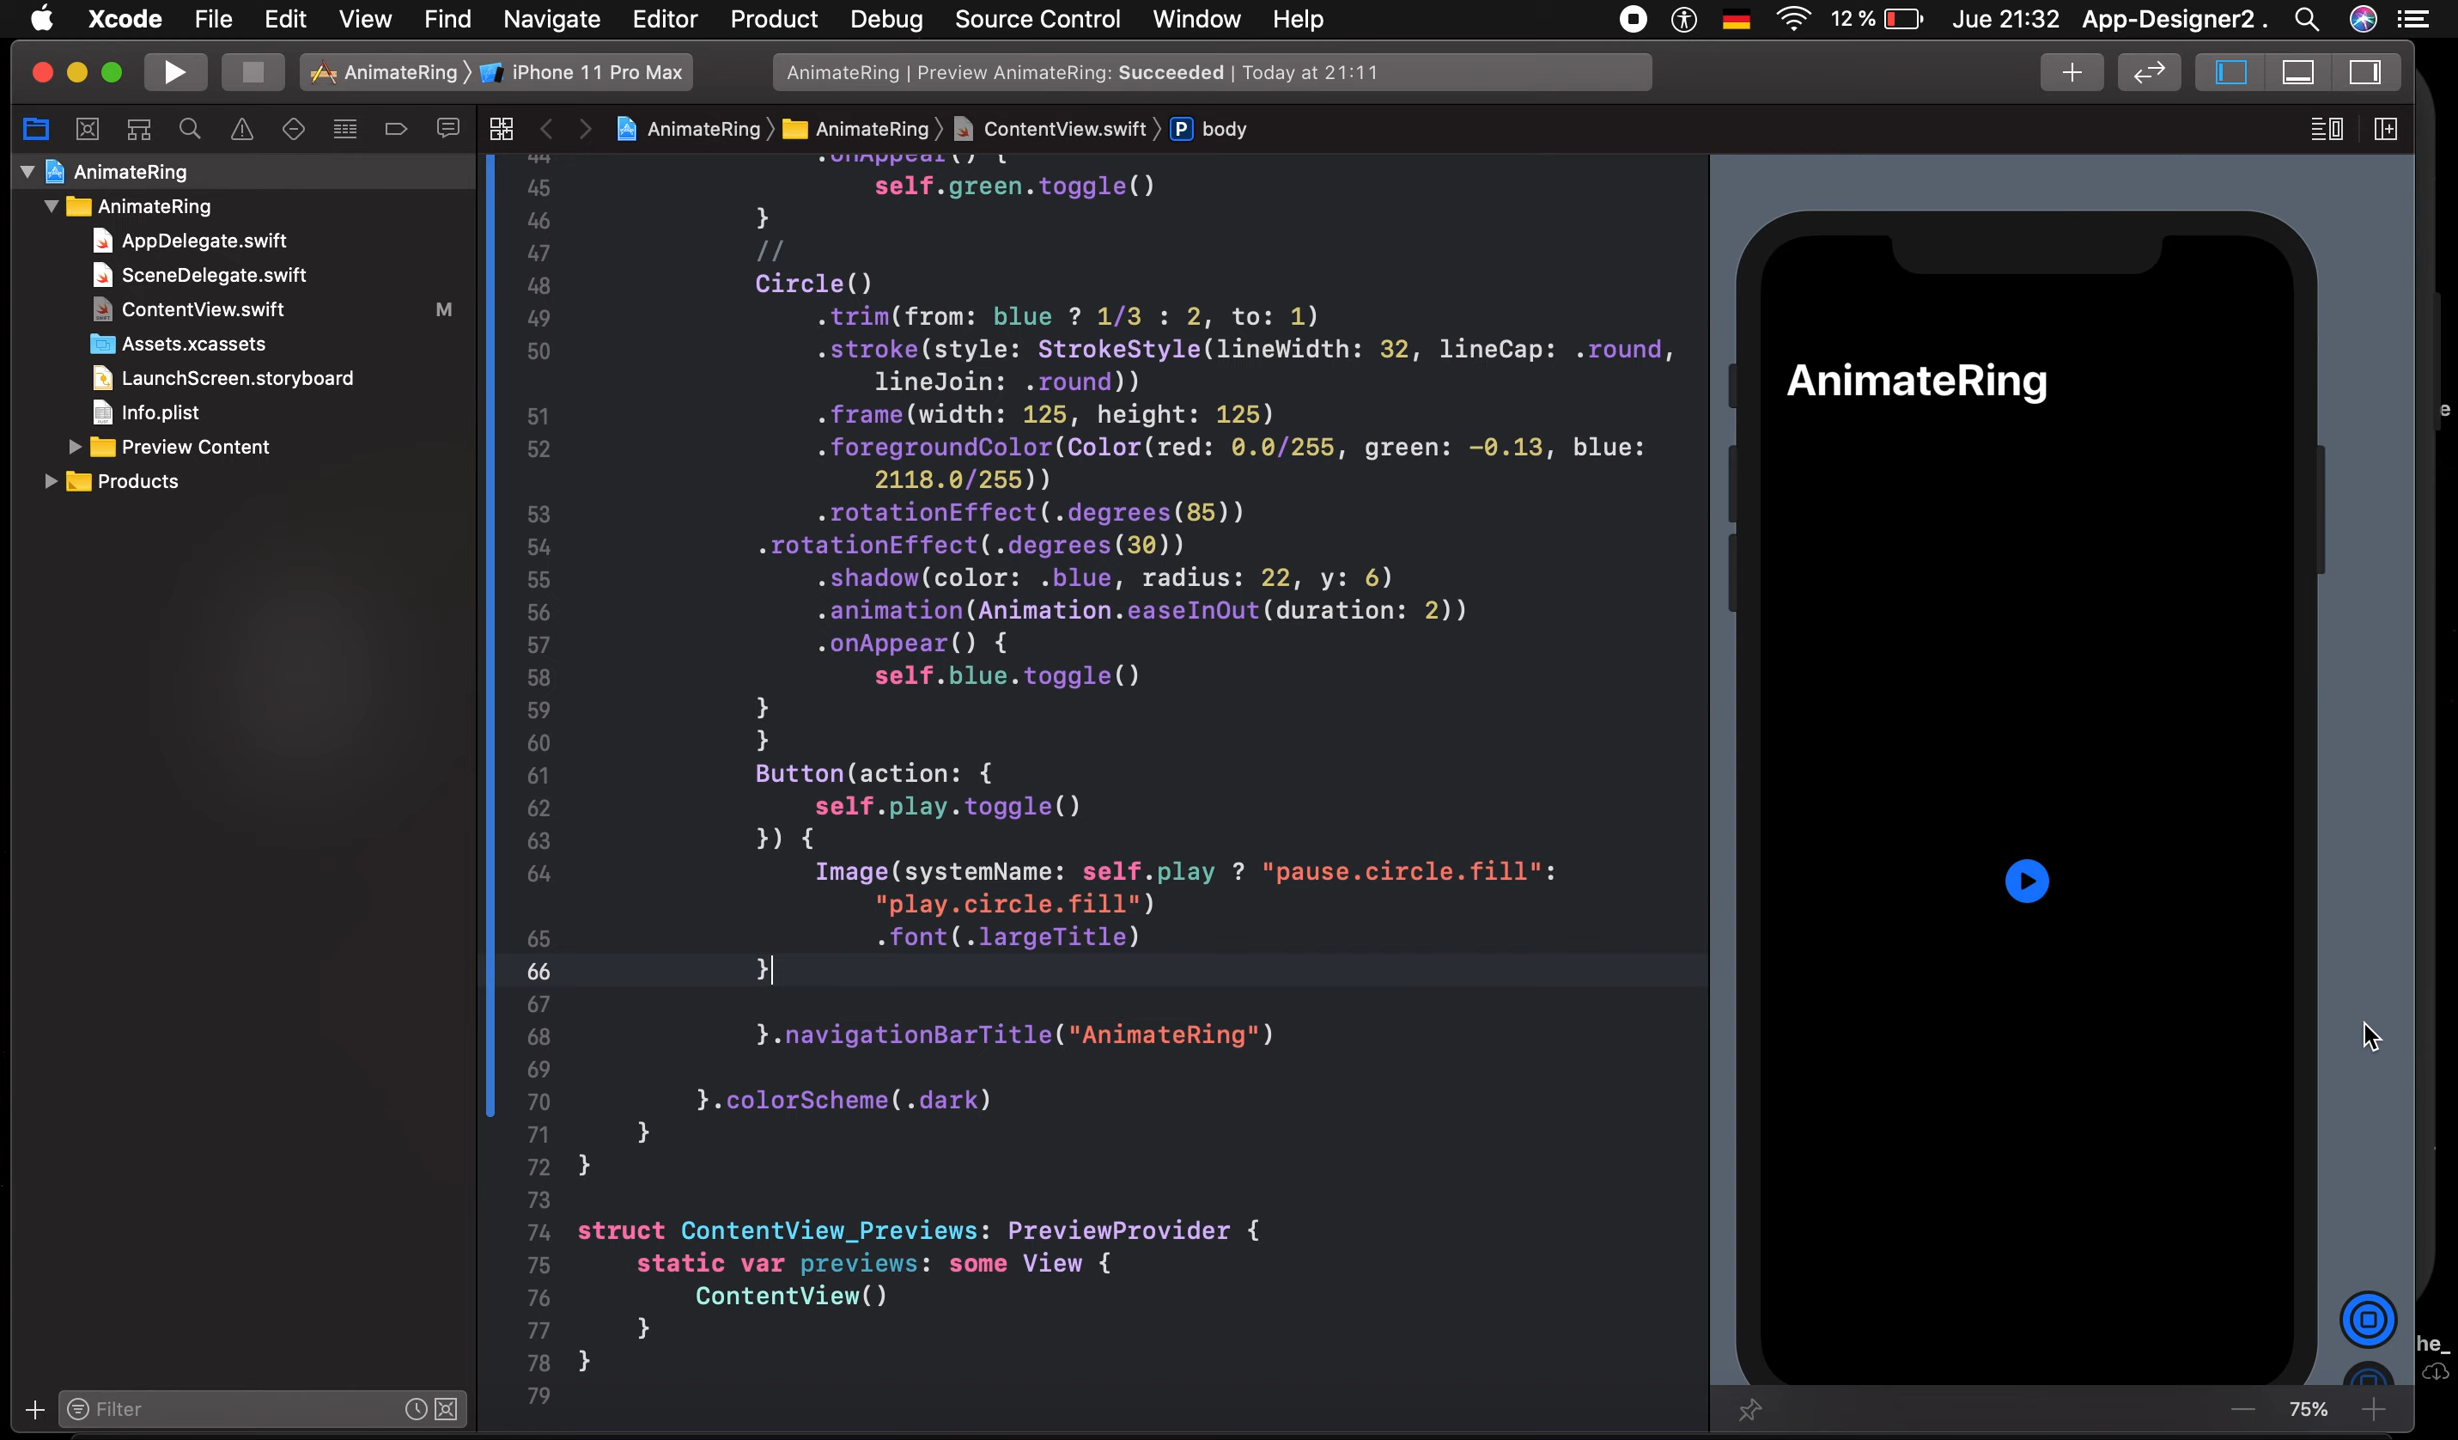 Xcode File Edit View Find Navigate Editor Product Debug Source Control Window Help 12 % Jue 21:32 App-Designer2 .
AnimateRing iPhone 11 Pro Max AnimateRing | Preview AnimateRing: Succeeded | Today at 21:11
AnimateRing AnimateRing ContentView.swift P body
AnimateRing
AnimateRing
AppDelegate.swift
SceneDelegate.swift
ContentView.swift M
Assets.xcassets
LaunchScreen.storyboard
Info.plist
Preview Content
Products
Filter
44 .onAppear() {
45 self.green.toggle()
46 }
47 //
48 Circle()
49 .trim(from: blue ? 1/3 : 2, to: 1)
50 .stroke(style: StrokeStyle(lineWidth: 32, lineCap: .round,
lineJoin: .round))
51 .frame(width: 125, height: 125)
52 .foregroundColor(Color(red: 0.0/255, green: -0.13, blue:
2118.0/255))
53 .rotationEffect(.degrees(85))
54 .rotationEffect(.degrees(30))
55 .shadow(color: .blue, radius: 22, y: 6)
56 .animation(Animation.easeInOut(duration: 2))
57 .onAppear() {
58 self.blue.toggle()
59 }
60 }
61 Button(action: {
62 self.play.toggle()
63 }) {
64 Image(systemName: self.play ? "pause.circle.fill":
"play.circle.fill")
65 .font(.largeTitle)
66 }
67
68 }.navigationBarTitle("AnimateRing")
69
70 }.colorScheme(.dark)
71 }
72 }
73
74 struct ContentView_Previews: PreviewProvider {
75 static var previews: some View {
76 ContentView()
77 }
78 }
79
AnimateRing
75%
e
he_